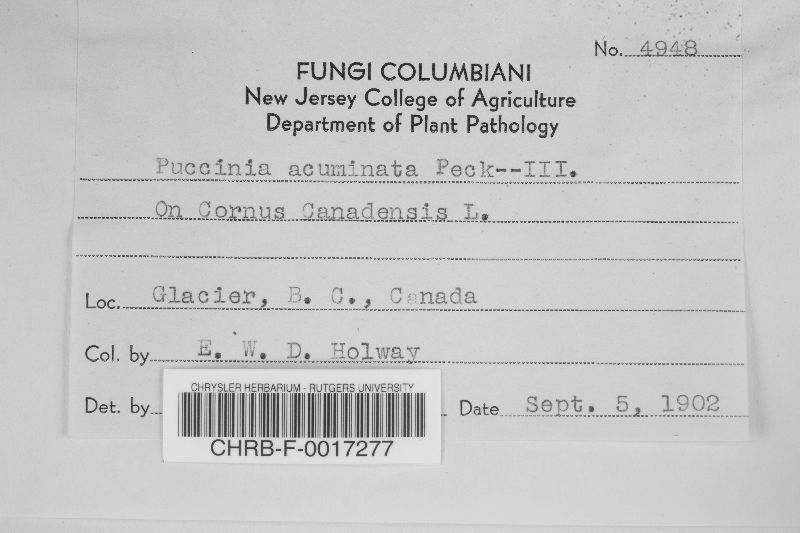 No. 4948
FUNGI COLUMBIANI
New Jersey College of Agriculture
Department of Plant Pathology
Puccinia acuminata Peck--III.
On Cornus Canadensis L.
Loc. Glacier, B. C., Canada
Col. by E. W. D. Holway
Det. by
Date Sept. 5, 1902
CHRYSLER HERBARIUM - RUTGERS UNIVERSITY
CHRB-F-0017277